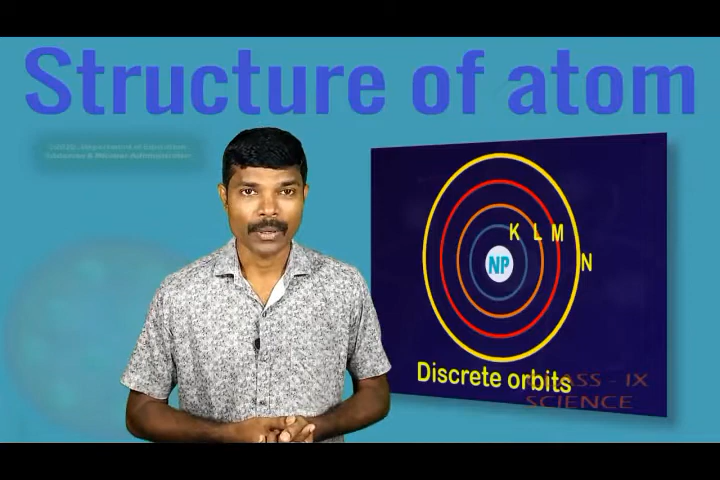 Structure of atom
K L M
N
NP
Discrete orbits
CLASS - IX
SCIENCE